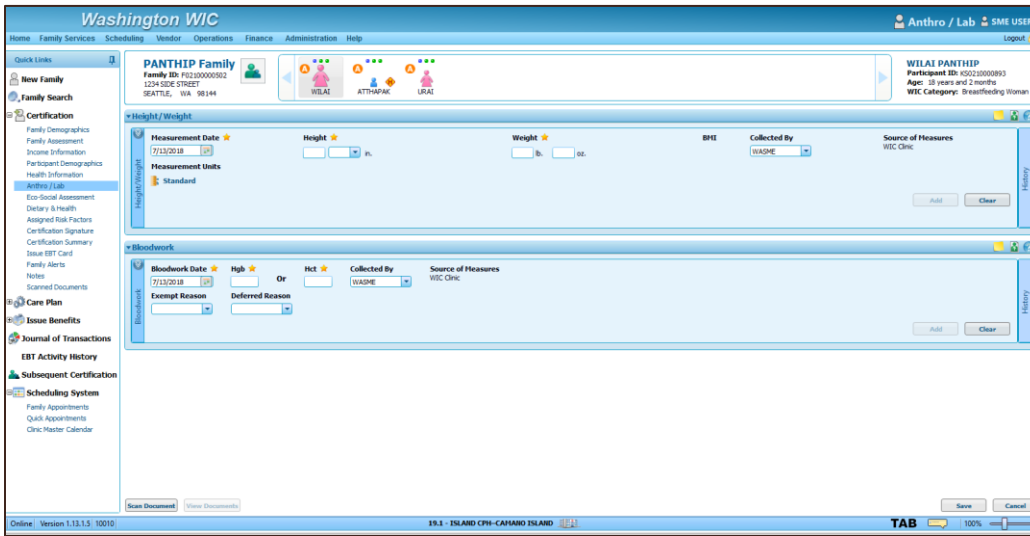 Washington WIC
Anthro / Lab SME USER
Home Family Services Scheduling Vendor Operations Finance Administration Help
Logout
Quick Links
New Family
Family Search
Certification
Family Demographics
Family Assessment
Income Information
Participant Demographics
Health Information
Anthro / Lab
Eco-Social Assessment
Dietary & Health
Assigned Risk Factors
Certification Signature
Certification Summary
Issue EBT Card
Family Alerts
Notes
Scanned Documents
Care Plan
Issue Benefits
Journal of Transactions
EBT Activity History
Subsequent Certification
Scheduling System
Family Appointments
Quick Appointments
Clinic Master Calendar
PANTHIP Family
Family ID: F0210000502
1234 SIDE STREET
SEATTLE, WA 98144
A A A
WILAI ATTHAPAK URAI
WILAI PANTHIP
Participant ID: KS0210000893
Age: 18 years and 2 months
WIC Category: Breastfeeding Woman
Height/Weight
Height/Weight
Measurement Date Height Weight BMI Collected By Source of Measures
7/13/2018 in. lb. oz. WASME WIC Clinic
Measurement Units
Standard
Add Clear
History
Bloodwork
Bloodwork
Bloodwork Date Hgb Or Hct Collected By Source of Measures
7/13/2018 WASME WIC Clinic
Exempt Reason Deferred Reason
Add Clear
History
Scan Document View Documents Save Cancel
Online Version 1.13.1.5 10010 19.1 - ISLAND CPH-CAMANO ISLAND TAB 100%